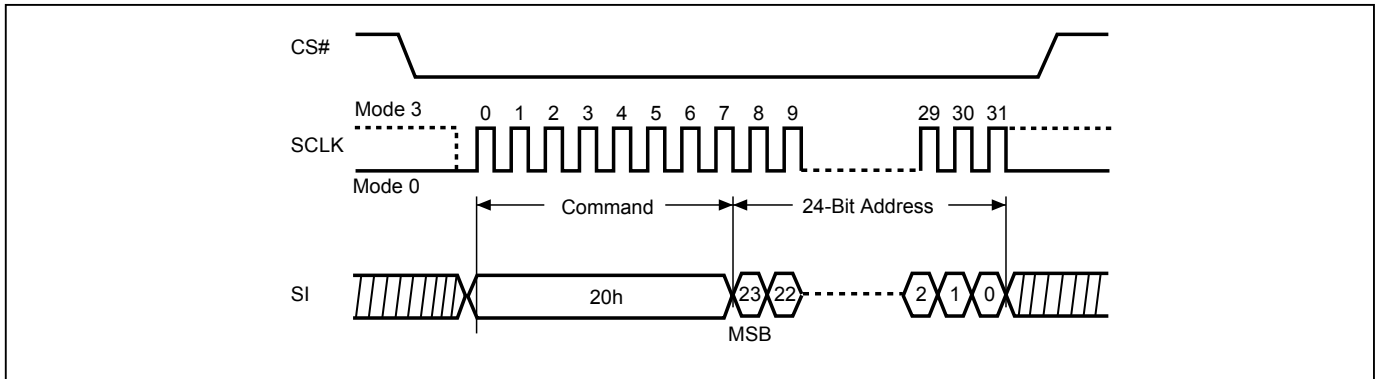 CS#
Mode 3
0 1 2 3 4 5 6 7 8 9 29 30 31
SCLK
Mode 0
Command 24-Bit Address
SI 20h 23 22 2 1 0
MSB